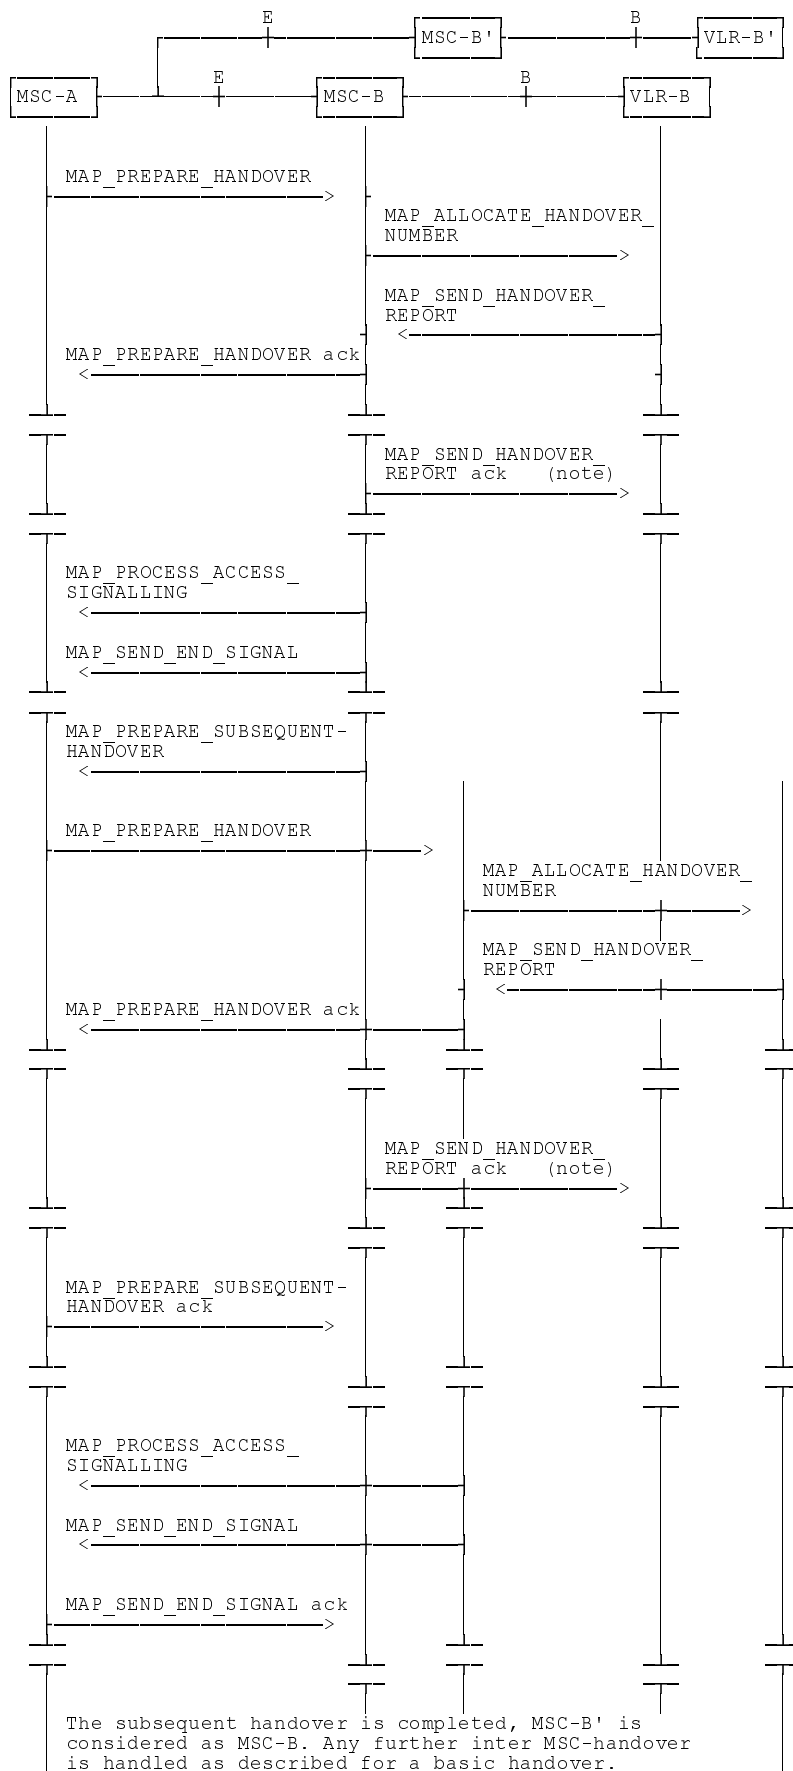 E
B
MSC-B'
VLR-B'
E
B
MSC-A
MSC-B
VLR-B
MAP_PREPARE_HANDOVER
MAP_ALLOCATE_HANDOVER_
NUMBER
MAP_SEND_HANDOVER_
REPORT
MAP_PREPARE_HANDOVER ack
MAP_SEND_HANDOVER_
REPORT ack (note)
MAP_PROCESS_ACCESS_
SIGNALLING
MAP_SEND_END_SIGNAL
MAP_PREPARE_SUBSEQUENT-
HANDOVER
MAP_PREPARE_HANDOVER
MAP_ALLOCATE_HANDOVER_
NUMBER
MAP_SEND_HANDOVER_
REPORT
MAP_PREPARE_HANDOVER ack
MAP_SEND_HANDOVER_
REPORT ack (note)
MAP_PREPARE_SUBSEQUENT-
HANDOVER ack
MAP_PROCESS_ACCESS_
SIGNALLING
MAP_SEND_END_SIGNAL
MAP_SEND_END_SIGNAL ack
The subsequent handover is completed, MSC-B' is
considered as MSC-B. Any further inter MSC-handover
is handled as described for a basic handover.